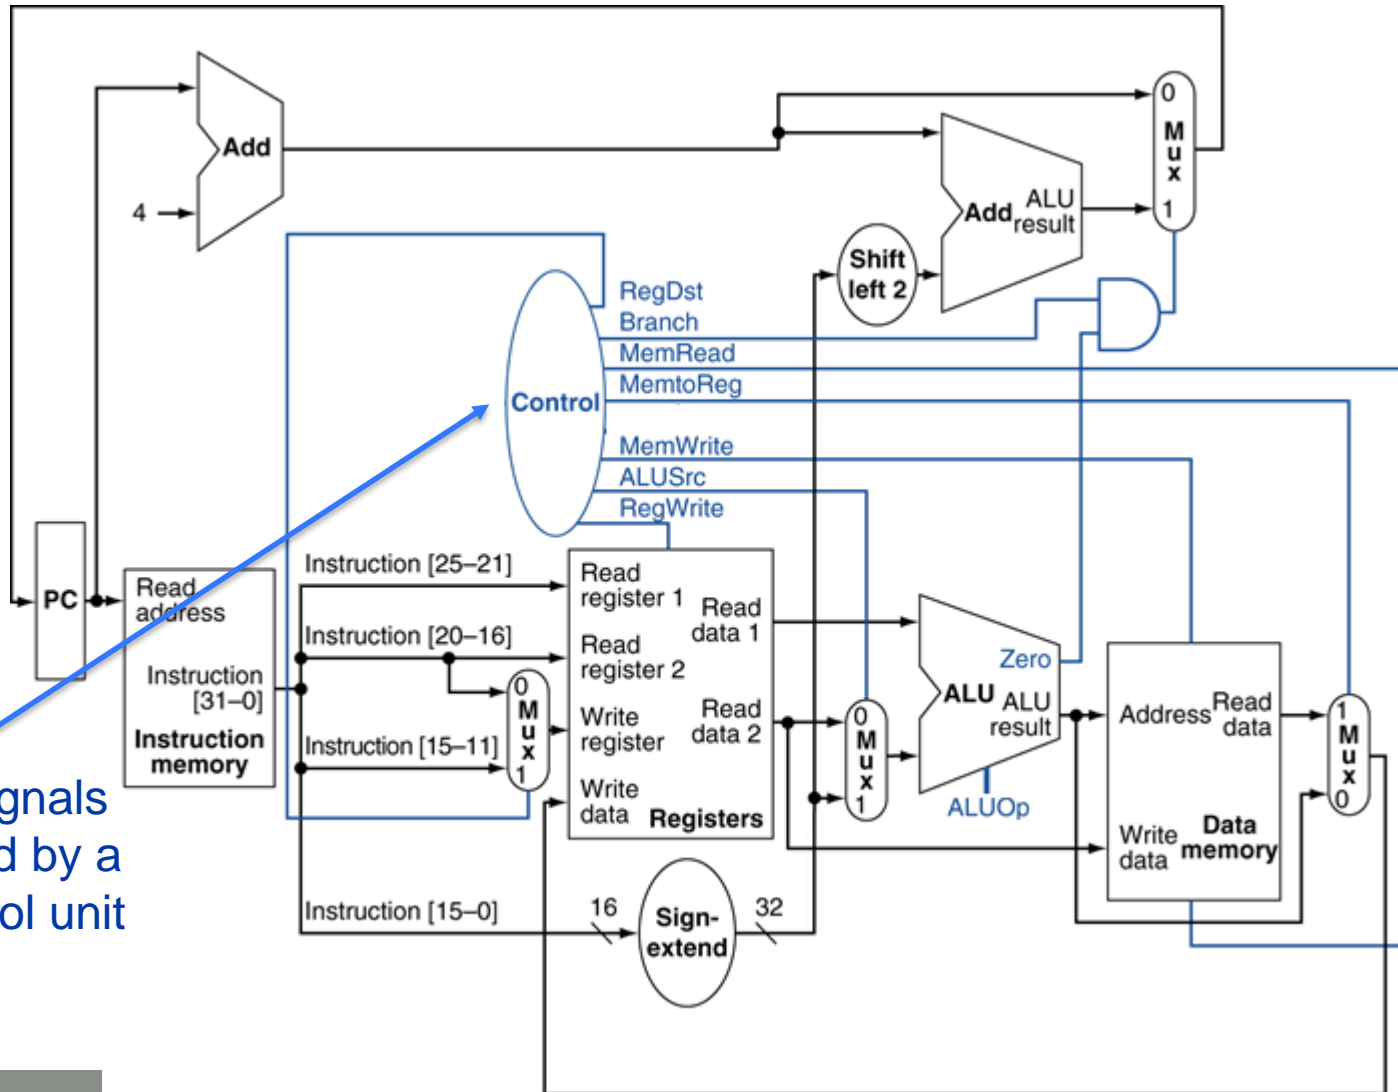 0
M
u
x
1
Add
4
Add
ALU
result
Shift
left 2
RegDst
Branch
MemRead
MemtoReg
Control
MemWrite
ALUSrc
RegWrite
PC
Read
address
Instruction
[31–0]
Instruction
memory
Instruction [25–21]
Instruction [20–16]
Instruction [15–11]
Instruction [15–0]
0
M
u
x
1
Read
register 1
Read
register 2
Write
register
Write
data
Read
data 1
Read
data 2
Registers
16
Sign-
extend
32
0
M
u
x
1
Zero
ALU
ALU
result
ALUOp
Address
Read
data
Write
data
Data
memory
1
M
u
x
0
gnals
d by a
ol unit